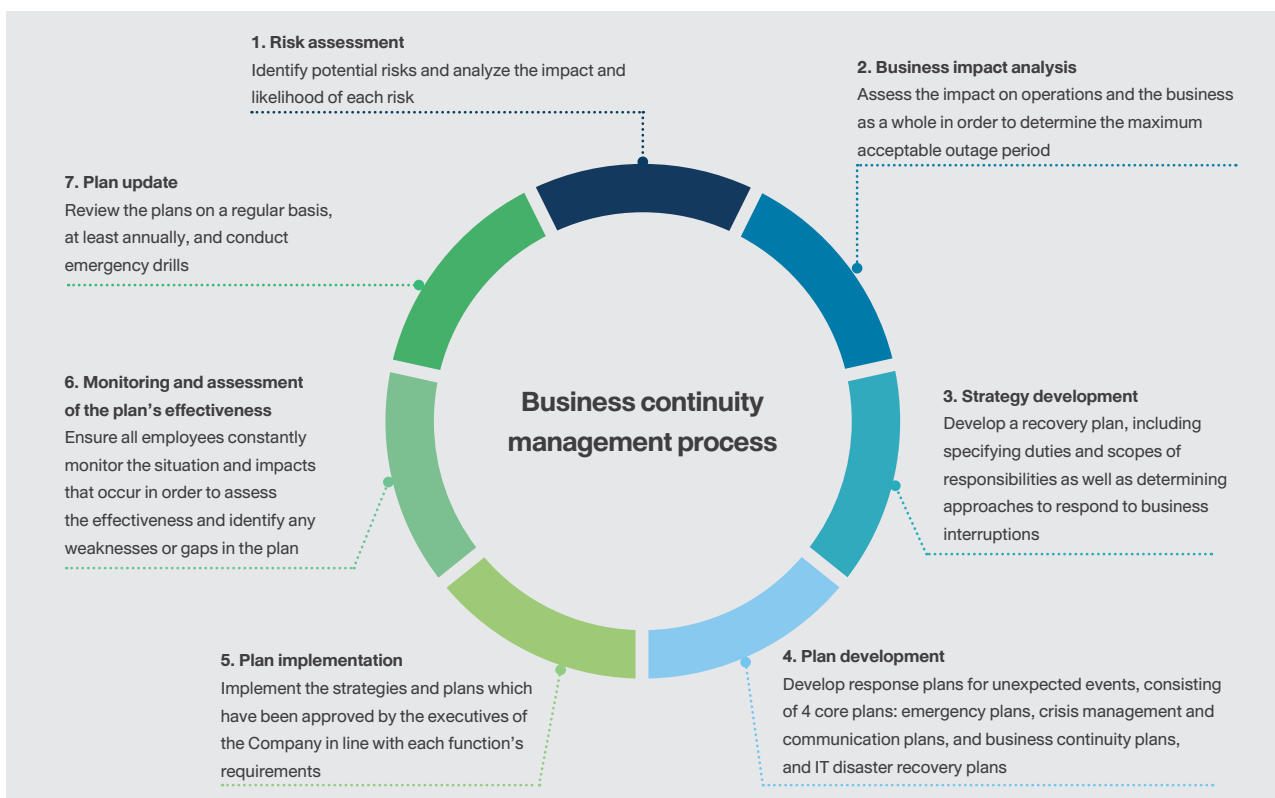 1. Risk assessment
Identify potential risks and analyze the impact and
likelihood of each risk
2. Business impact analysis
Assess the impact on operations and the business
as a whole in order to determine the maximum
acceptable outage period
3. Strategy development
Develop a recovery plan, including
specifying duties and scopes of
responsibilities as well as determining
approaches to respond to business
interruptions
4. Plan development
Develop response plans for unexpected events, consisting
of 4 core plans: emergency plans, crisis management and
communication plans, and business continuity plans,
and IT disaster recovery plans
5. Plan implementation
Implement the strategies and plans which
have been approved by the executives of
the Company in line with each function’s
requirements
6. Monitoring and assessment
of the plan’s effectiveness
Ensure all employees constantly
monitor the situation and impacts
that occur in order to assess
the effectiveness and identify any
weaknesses or gaps in the plan
7. Plan update
Review the plans on a regular basis,
at least annually, and conduct
emergency drills
Business continuity
management process